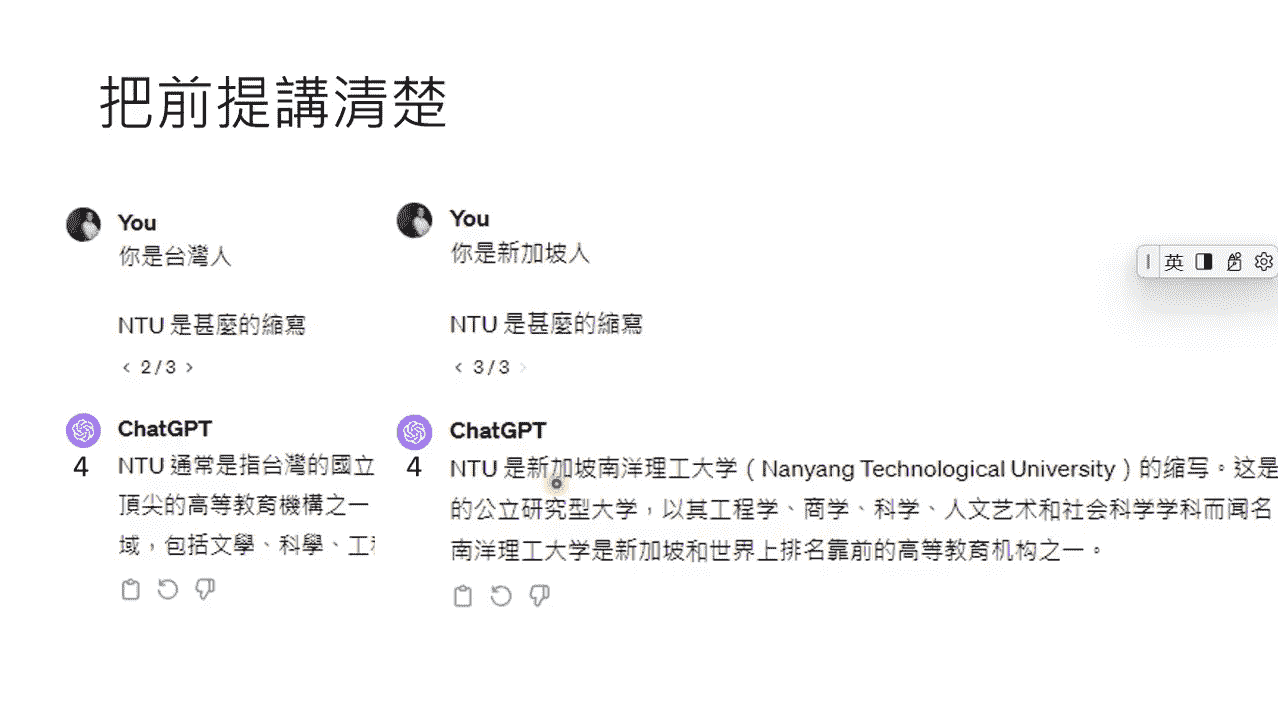 把前提講清楚
You
你是台灣人
NTU 是甚麼的縮寫
2 / 3
ChatGPT
4
NTU 通常是指台灣的國立
頂尖的高等教育機構之一
域，包括文學、科學、工
You
你是新加坡人
NTU 是甚麼的縮寫
3 / 3
ChatGPT
4
NTU 是新加坡南洋理工大学（Nanyang Technological University）的缩写。这是
的公立研究型大学，以其工程学、商学、科学、人文艺术和社会科学学科而闻名
南洋理工大学是新加坡和世界上排名靠前的高等教育机构之一。
英